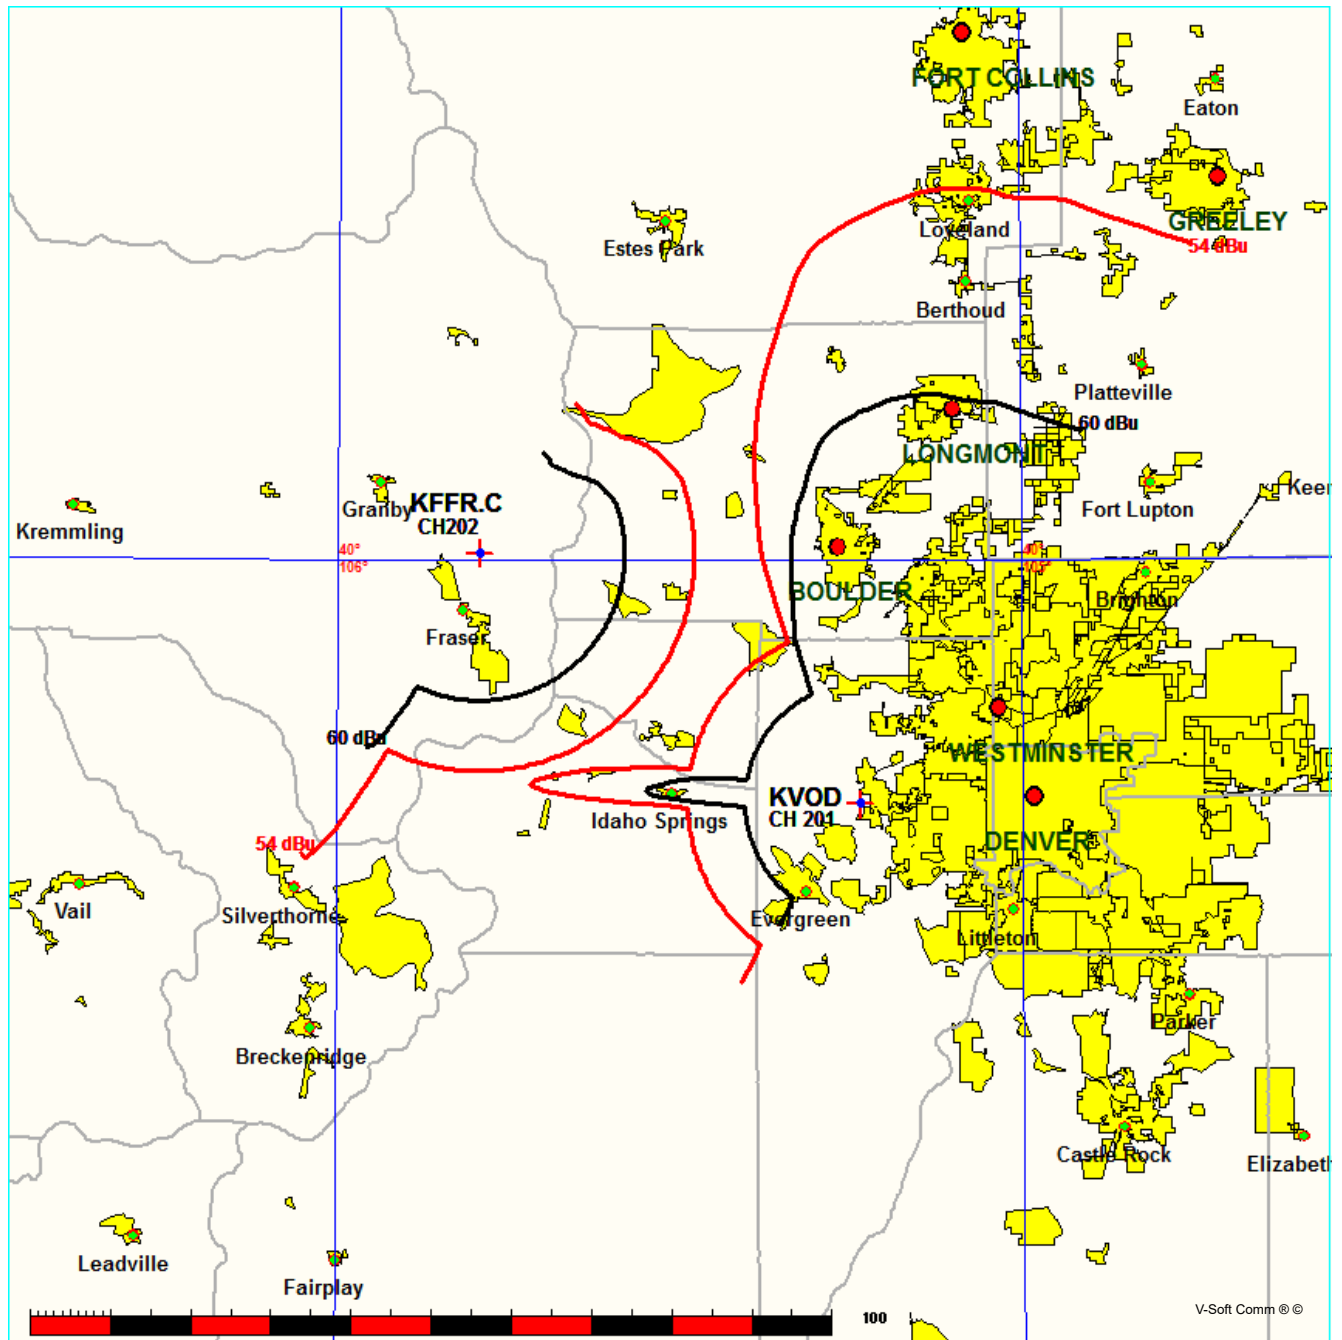 FORT COLLINS
Eaton
GREELEY
54 dBu
Estes Park
Loveland
Berthoud
Platteville
60 dBu
LONGMONT
Fort Lupton
Keen
Kremmling
Granby
KFFR.C
CH202
40°
106°
40°
105°
BOULDER
Brighton
Fraser
60 dBu
WESTMINSTER
KVOD
CH 201
Idaho Springs
DENVER
54 dBu
Vail
Silverthorne
Evergreen
Littleton
Parker
Breckenridge
Castle Rock
Elizabeth
Leadville
Fairplay
100
V-Soft Comm ® ©